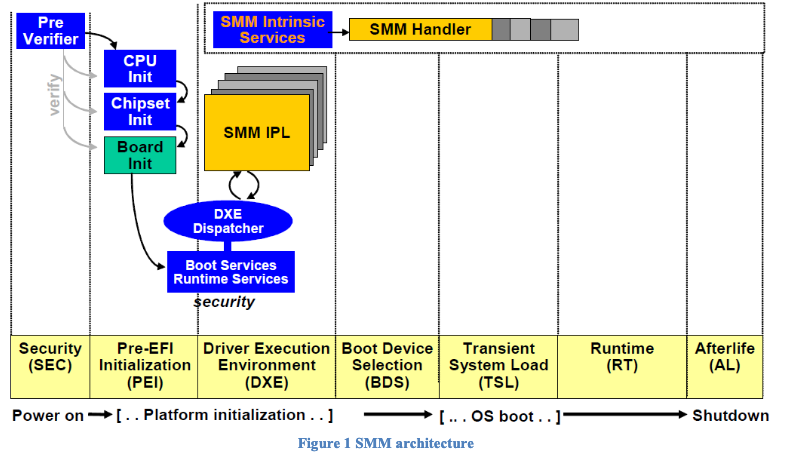 Pre
Verifier
SMM Intrinsic
Services
SMM Handler
CPU
Init
verify
Chipset
Init
Board
Init
SMM IPL
DXE
Dispatcher
Boot Services
Runtime Services
security
Security
(SEC)
Pre-EFI
Initialization
(PEI)
Driver Execution
Environment
(DXE)
Boot Device
Selection
(BDS)
Transient
System Load
(TSL)
Runtime
(RT)
Afterlife
(AL)
Power on [ . . Platform initialization . . ] [ .. . OS boot . . ] Shutdown
Figure 1 SMM architecture